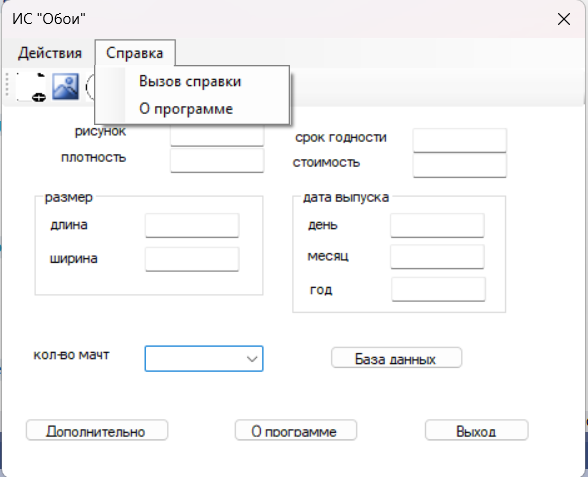 ИС "Обои"
Действия Справка
Вызов справки
О программе
рисунок
срок годности
плотность
стоимость
размер
дата выпуска
длина
день
ширина
месяц
год
кол-во мачт
База данных
Дополнительно
О программе
Выход